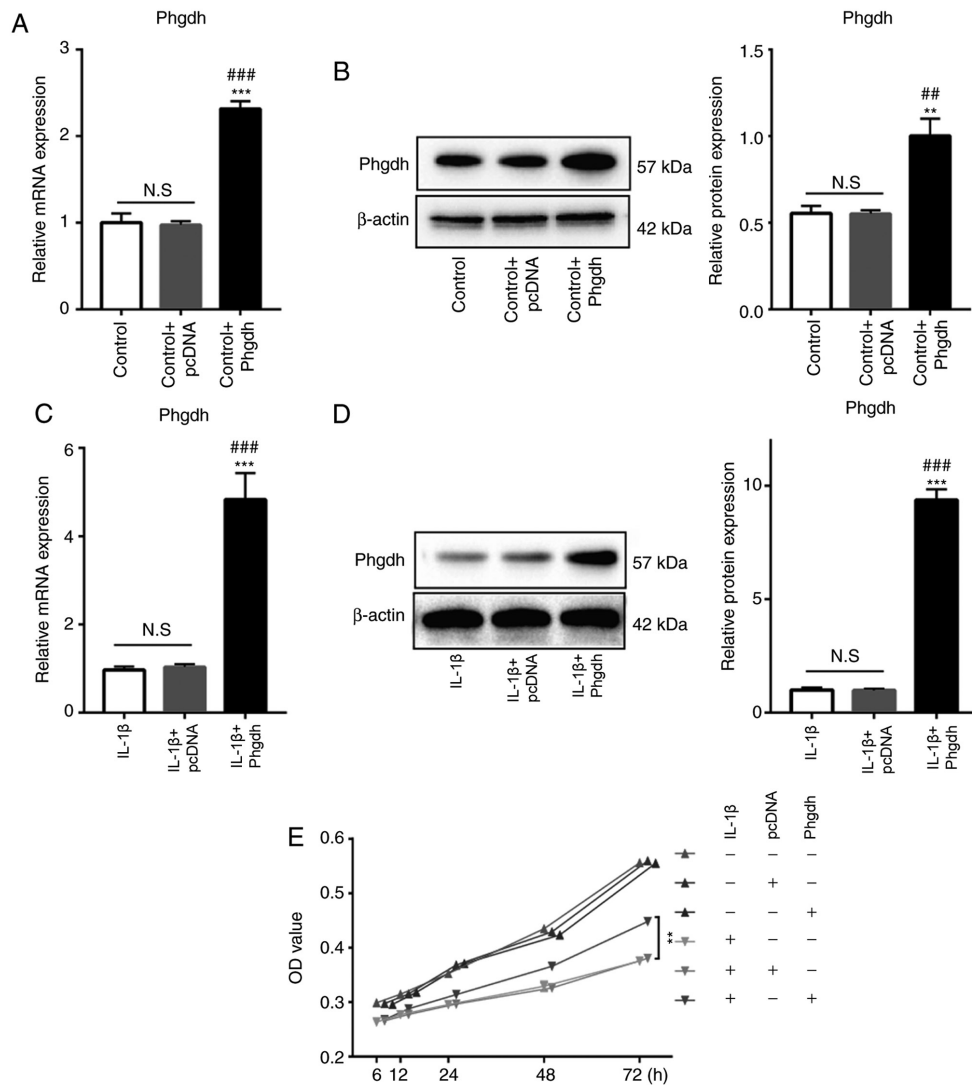 A
Phgdh
Relative mRNA expression
3
2
1
0
###
***
N.S
Control
Control+
pcDNA
Control+
Phgdh
B
Phgdh
57 kDa
β-actin
42 kDa
Control
Control+
pcDNA
Control+
Phgdh
Phgdh
Relative protein expression
1.5
1.0
0.5
0.0
##
**
N.S
Control
Control+
pcDNA
Control+
Phgdh
C
Phgdh
Relative mRNA expression
6
4
2
1
0
###
***
N.S
IL-1β
IL-1β+
pcDNA
IL-1β+
Phgdh
D
Phgdh
57 kDa
β-actin
42 kDa
IL-1β
IL-1β+
pcDNA
IL-1β+
Phgdh
Phgdh
Relative protein expression
10
5
1
0
###
***
N.S
IL-1β
IL-1β+
pcDNA
IL-1β+
Phgdh
E
OD value
0.6
0.5
0.4
0.3
0.2
6 12 24 48 72 (h)
**
IL-1β pcDNA Phgdh
– – –
– + –
– – +
+ – –
+ + –
+ – +